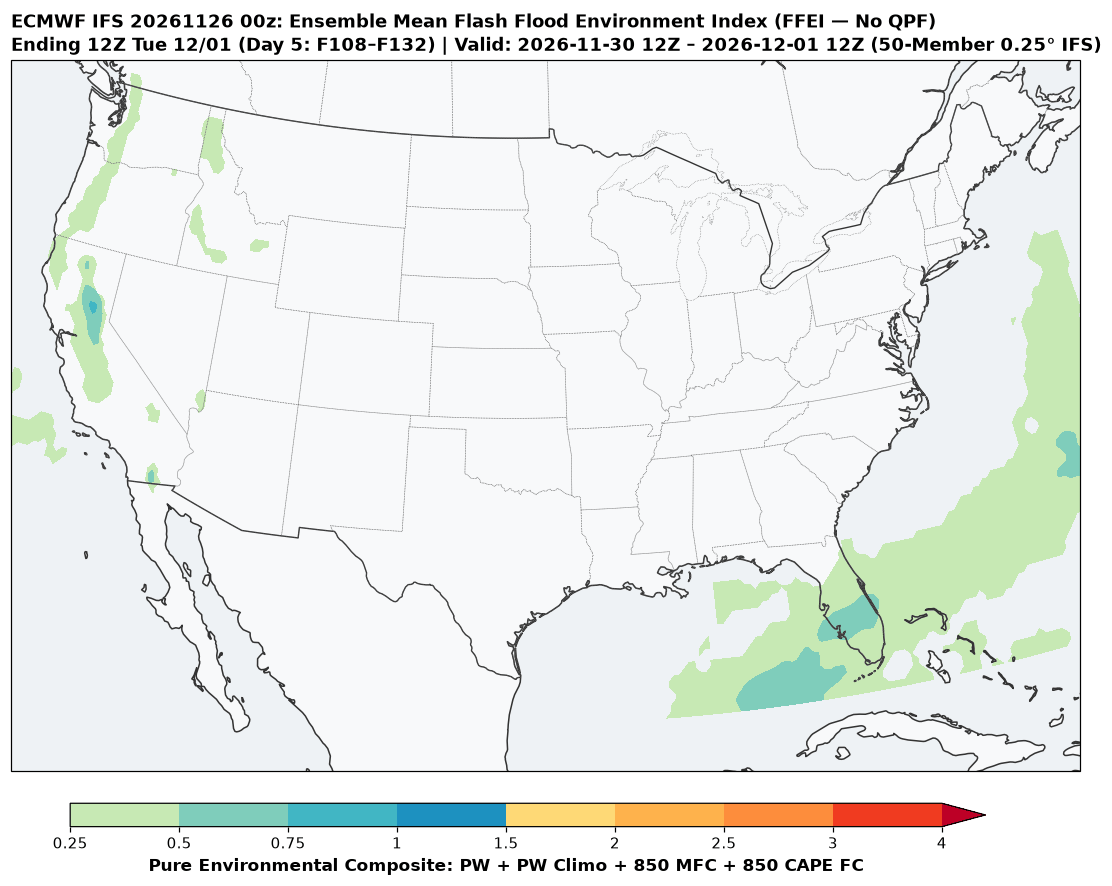 ECMWF IFS 20261126 00z: Ensemble Mean Flash Flood Environment Index (FFEI — No QPF)
Ending 12Z Tue 12/01 (Day 5: F108–F132) | Valid: 2026-11-30 12Z – 2026-12-01 12Z (50-Member 0.25° IFS)
0.25 0.5 0.75 1 1.5 2 2.5 3 4
Pure Environmental Composite: PW + PW Climo + 850 MFC + 850 CAPE FC